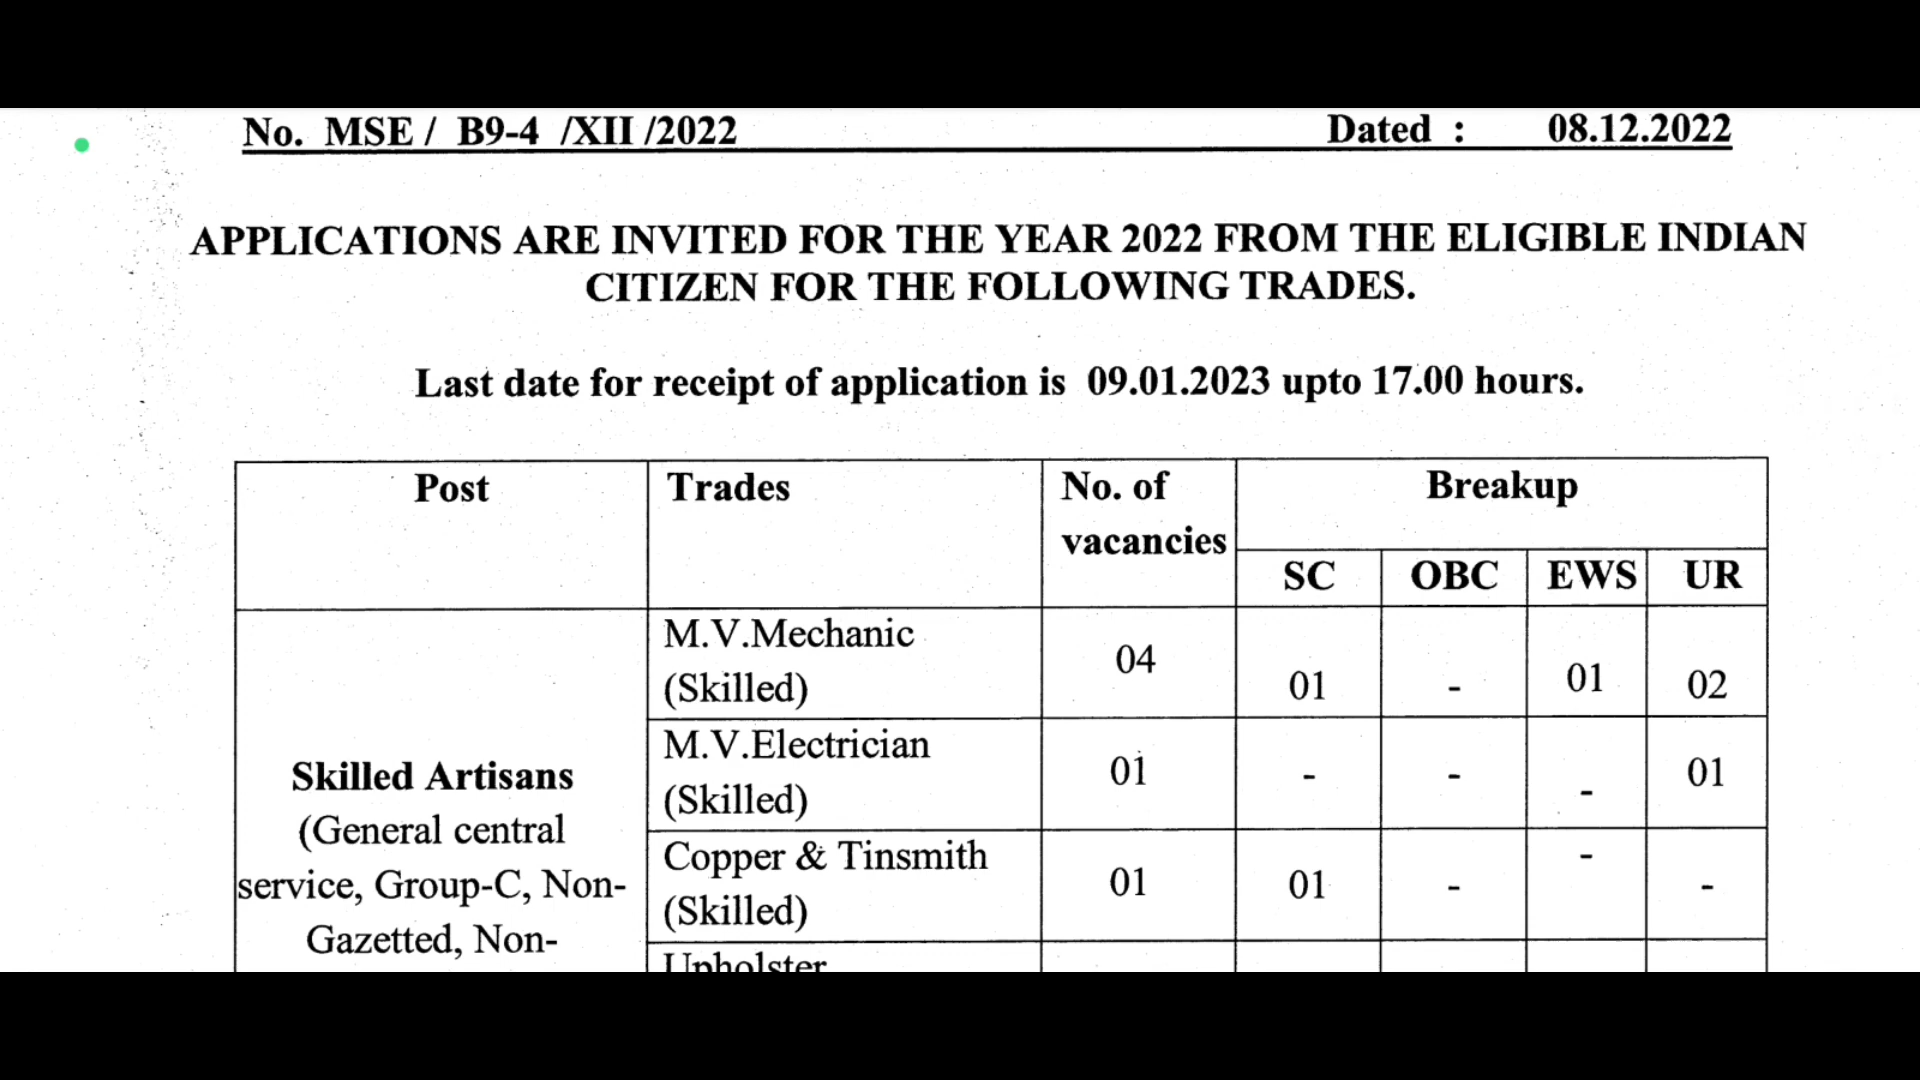 No. MSE / B9-4 /XII /2022 Dated : 08.12.2022
APPLICATIONS ARE INVITED FOR THE YEAR 2022 FROM THE ELIGIBLE INDIAN
CITIZEN FOR THE FOLLOWING TRADES.
Last date for receipt of application is 09.01.2023 upto 17.00 hours.
Post Trades No. of Breakup
vacancies
SC OBC EWS UR
M.V.Mechanic
(Skilled) 04 01 - 01 02
M.V.Electrician
(Skilled) 01 - - - 01
Skilled Artisans
(General central
service, Group-C, Non-
Gazetted, Non-
Copper & Tinsmith
(Skilled) 01 01 - - -
Upholster